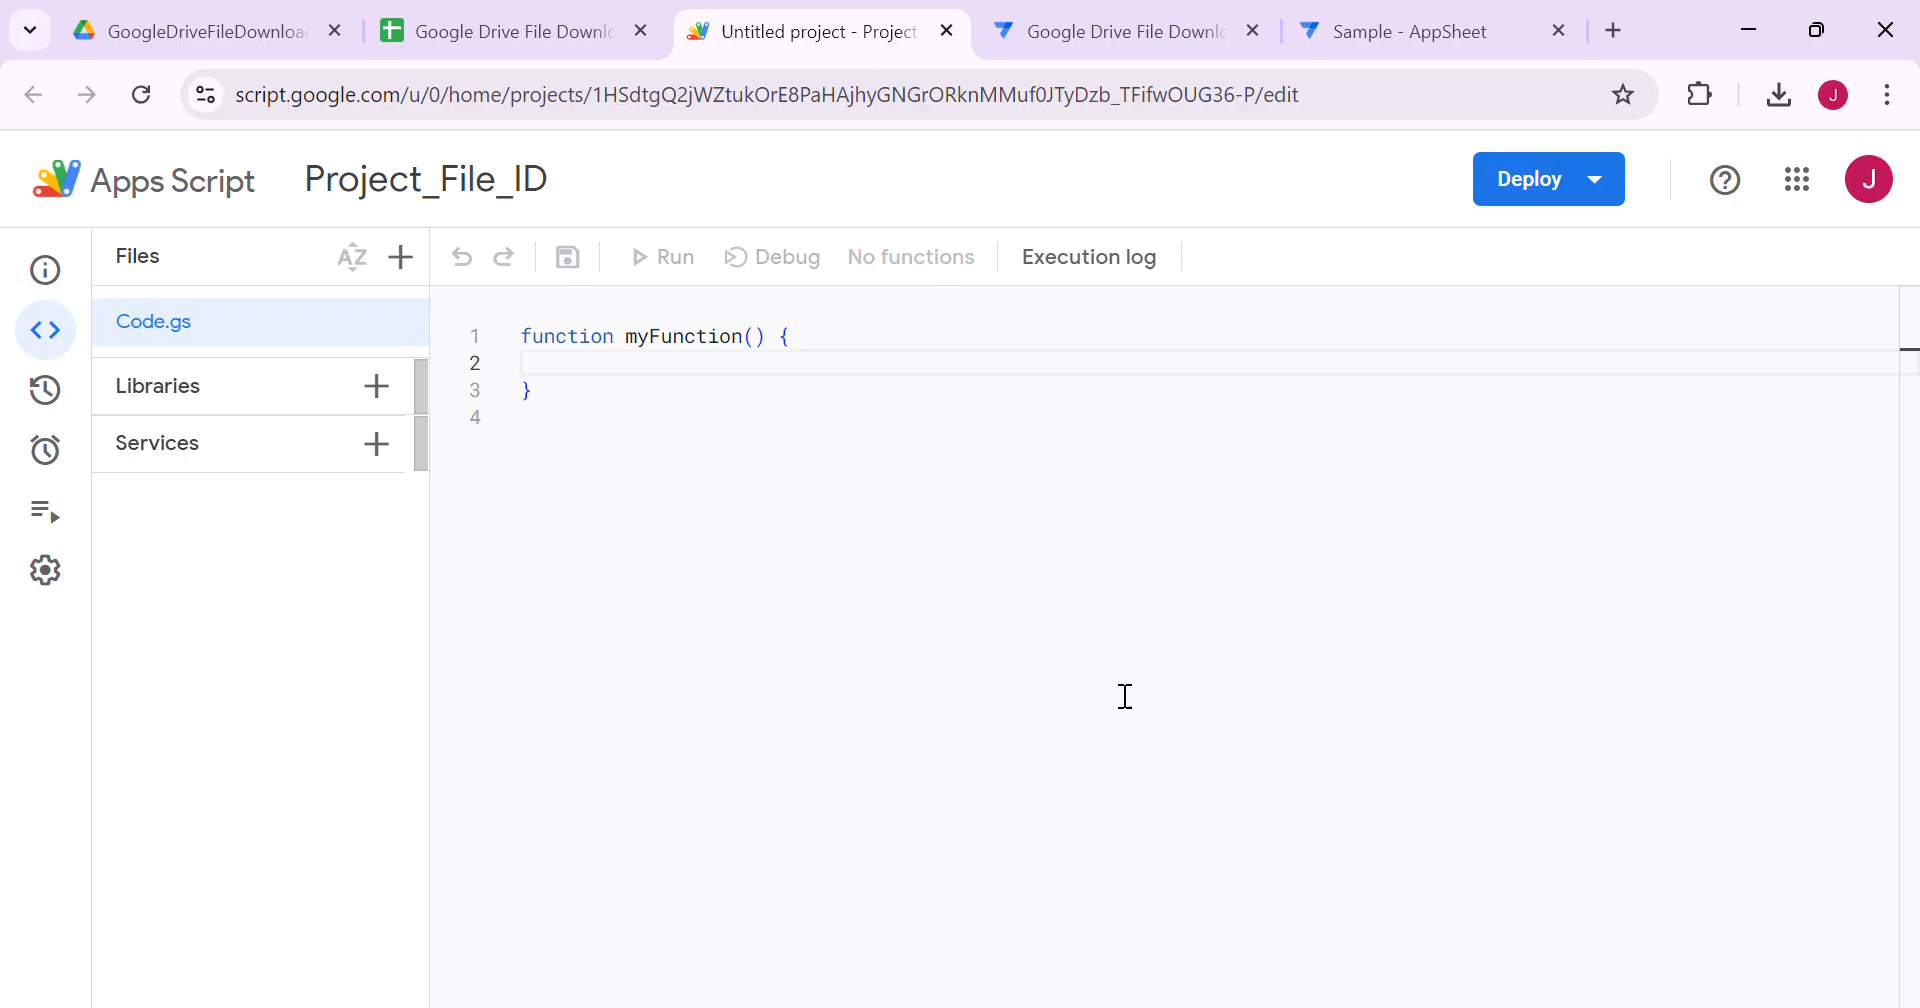 GoogleDriveFileDownloa
Google Drive File Downlo
Untitled project - Project
Google Drive File Downlo
Sample - AppSheet
script.google.com/u/0/home/projects/1HSdtgQ2jWZtukOrE8PaHAjhyGNGrORknMMuf0JTyDzb_TFifwOUG36-P/edit
J
Apps Script
Project_File_ID
Deploy
J
Files
AZ
Run
Debug
No functions
Execution log
Code.gs
Libraries
Services
1 function myFunction() {
2
3 }
4